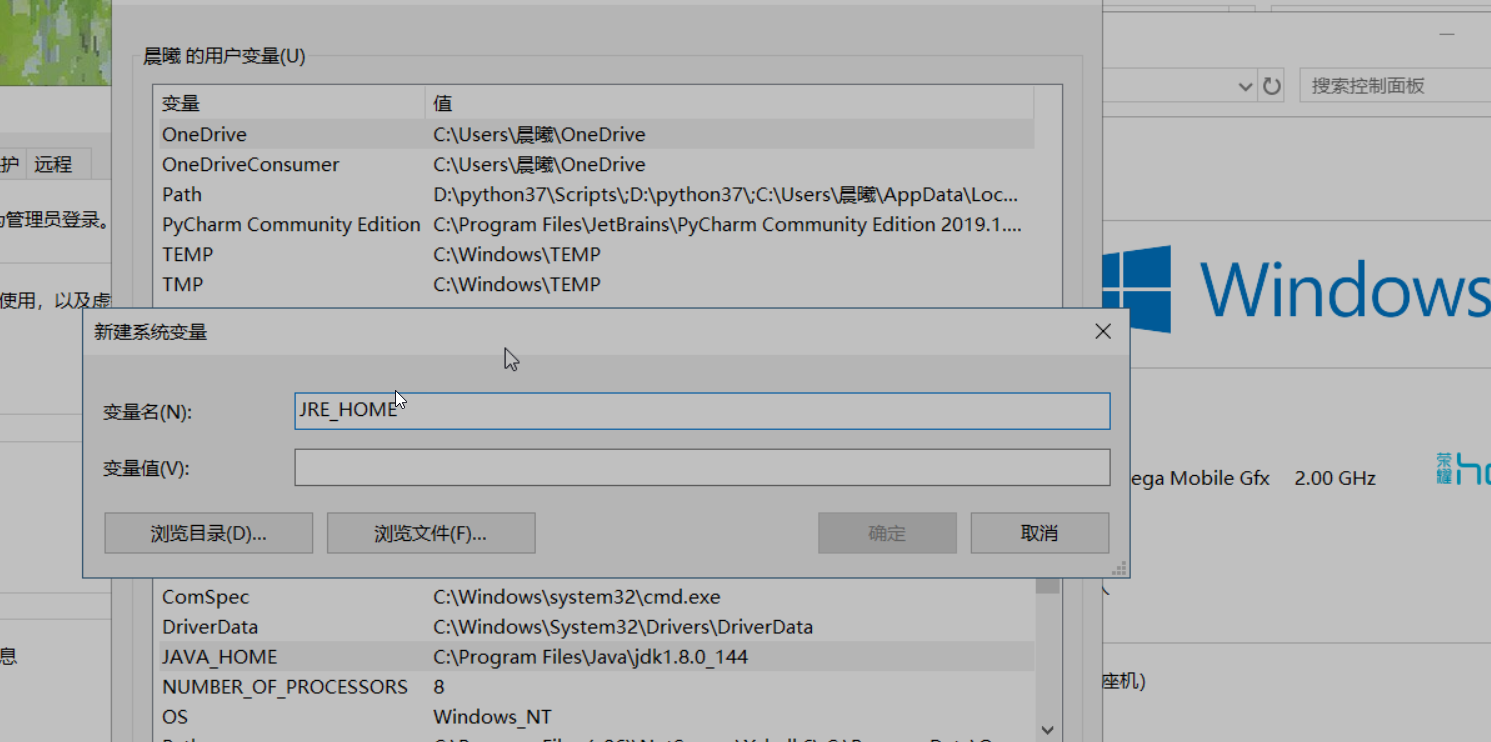 晨曦 的用户变量(U)
变量 值
OneDrive C:\Users\晨曦\OneDrive
OneDriveConsumer C:\Users\晨曦\OneDrive
Path D:\python37\Scripts\;D:\python37\;C:\Users\晨曦\AppData\Loc...
PyCharm Community Edition C:\Program Files\JetBrains\PyCharm Community Edition 2019.1....
TEMP C:\Windows\TEMP
TMP C:\Windows\TEMP
新建系统变量
变量名(N): JRE_HOME
变量值(V):
浏览目录(D)... 浏览文件(F)... 确定 取消
ComSpec C:\Windows\system32\cmd.exe
DriverData C:\Windows\System32\Drivers\DriverData
JAVA_HOME C:\Program Files\Java\jdk1.8.0_144
NUMBER_OF_PROCESSORS 8
OS Windows_NT
护 远程
管理员登录。
使用，以及虚
息
搜索控制面板
Windows
ega Mobile Gfx 2.00 GHz
荣耀
座机)